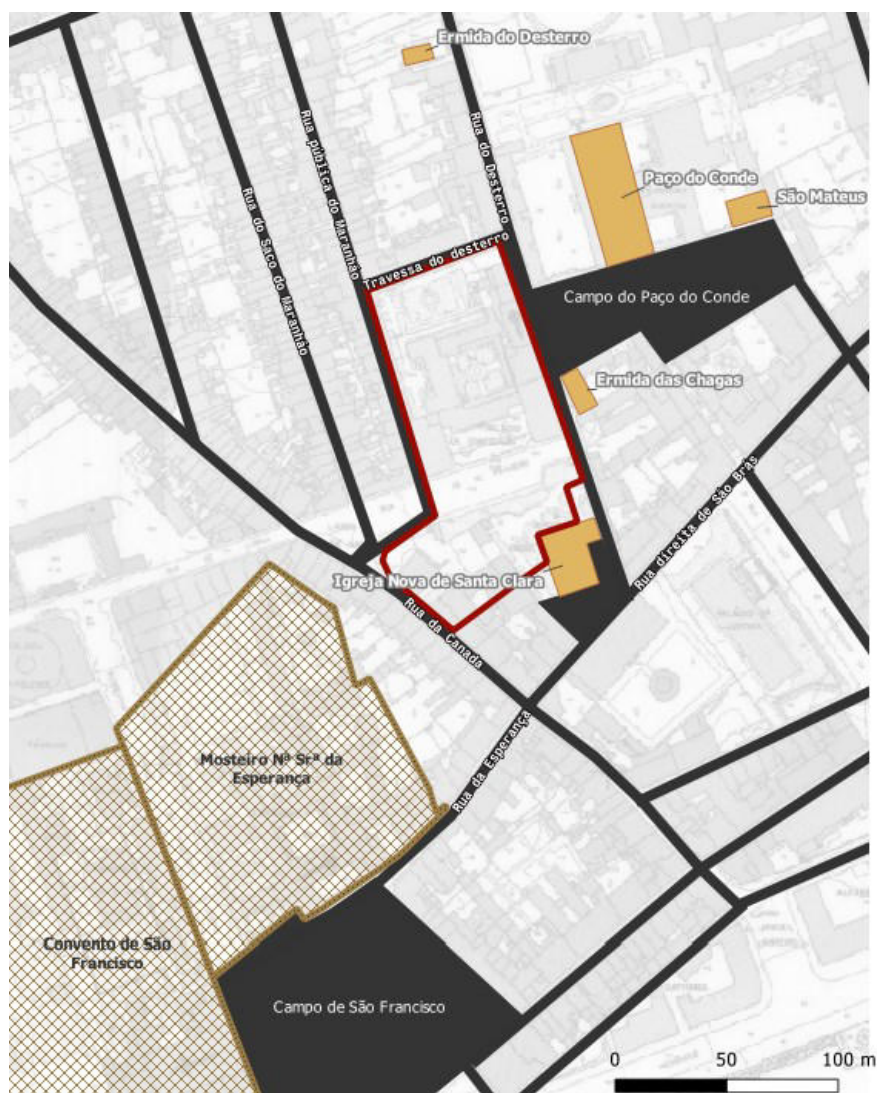 Ermida do Desterro
Rua pública do Maranhão
Rua do Desterro
Paço do Conde
São Mateus
Rua do Saco do Maranhão
Travessa do desterro
Campo do Paço do Conde
Ermida das Chagas
Rua direita de São Brás
Igreja Nova de Santa Clara
Rua da Canada
Mosteiro Nª Srª da
Esperança
Rua da Esperança
Convento de São
Francisco
Campo de São Francisco
0 50 100 m